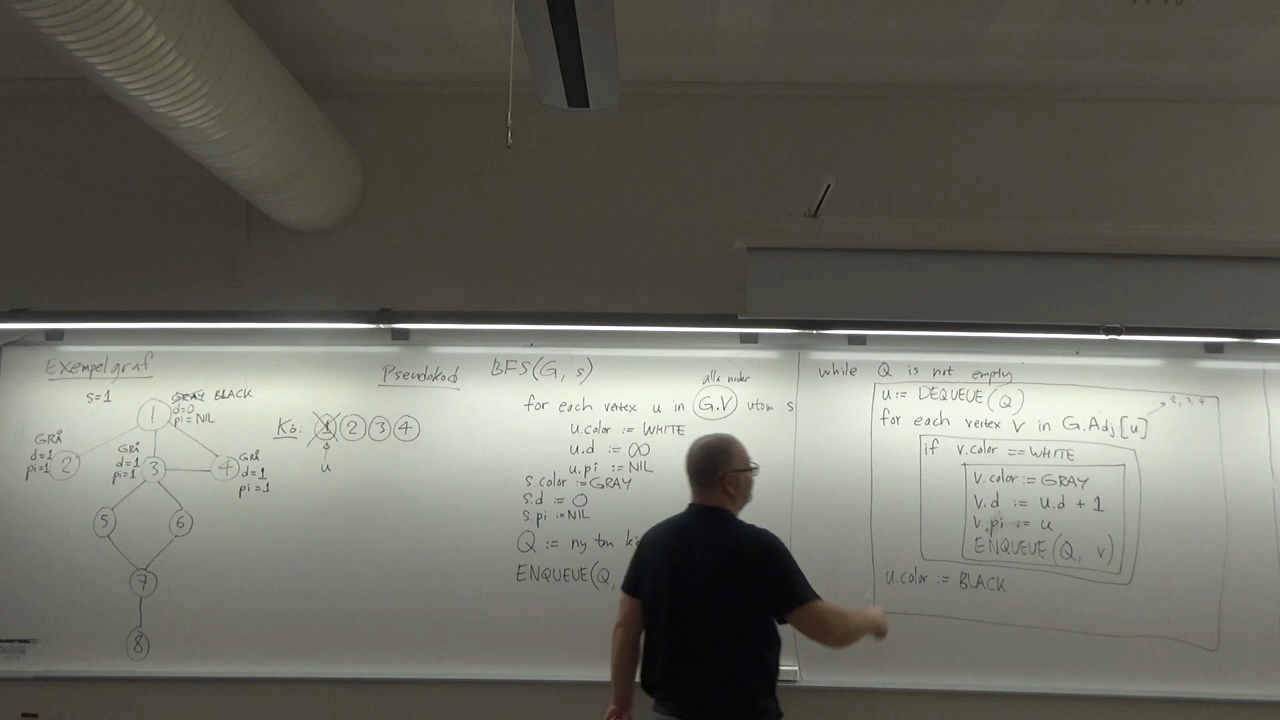 Exempelgraf
s=1
GRAY BLACK
1
d=0
pi=NIL
GRÅ
d=1
pi=1
2
GRÅ
d=1
pi=1
3
4
GRÅ
d=1
pi=1
5
6
7
8
Kö: 1 2 3 4
u
Pseudokod
BFS(G, s)
alla noder
for each vertex u in G.V utom s
u.color := WHITE
u.d := ∞
u.pi := NIL
s.color := GRAY
s.d := 0
s.pi := NIL
Q := ny tom
ENQUEUE(Q,
while Q is not empty
u := DEQUEUE(Q)
for each vertex v in G.Adj[u]
2, 3, 4
if v.color == WHITE
v.color := GRAY
v.d := u.d + 1
v.pi := u
ENQUEUE(Q, v)
u.color := BLACK